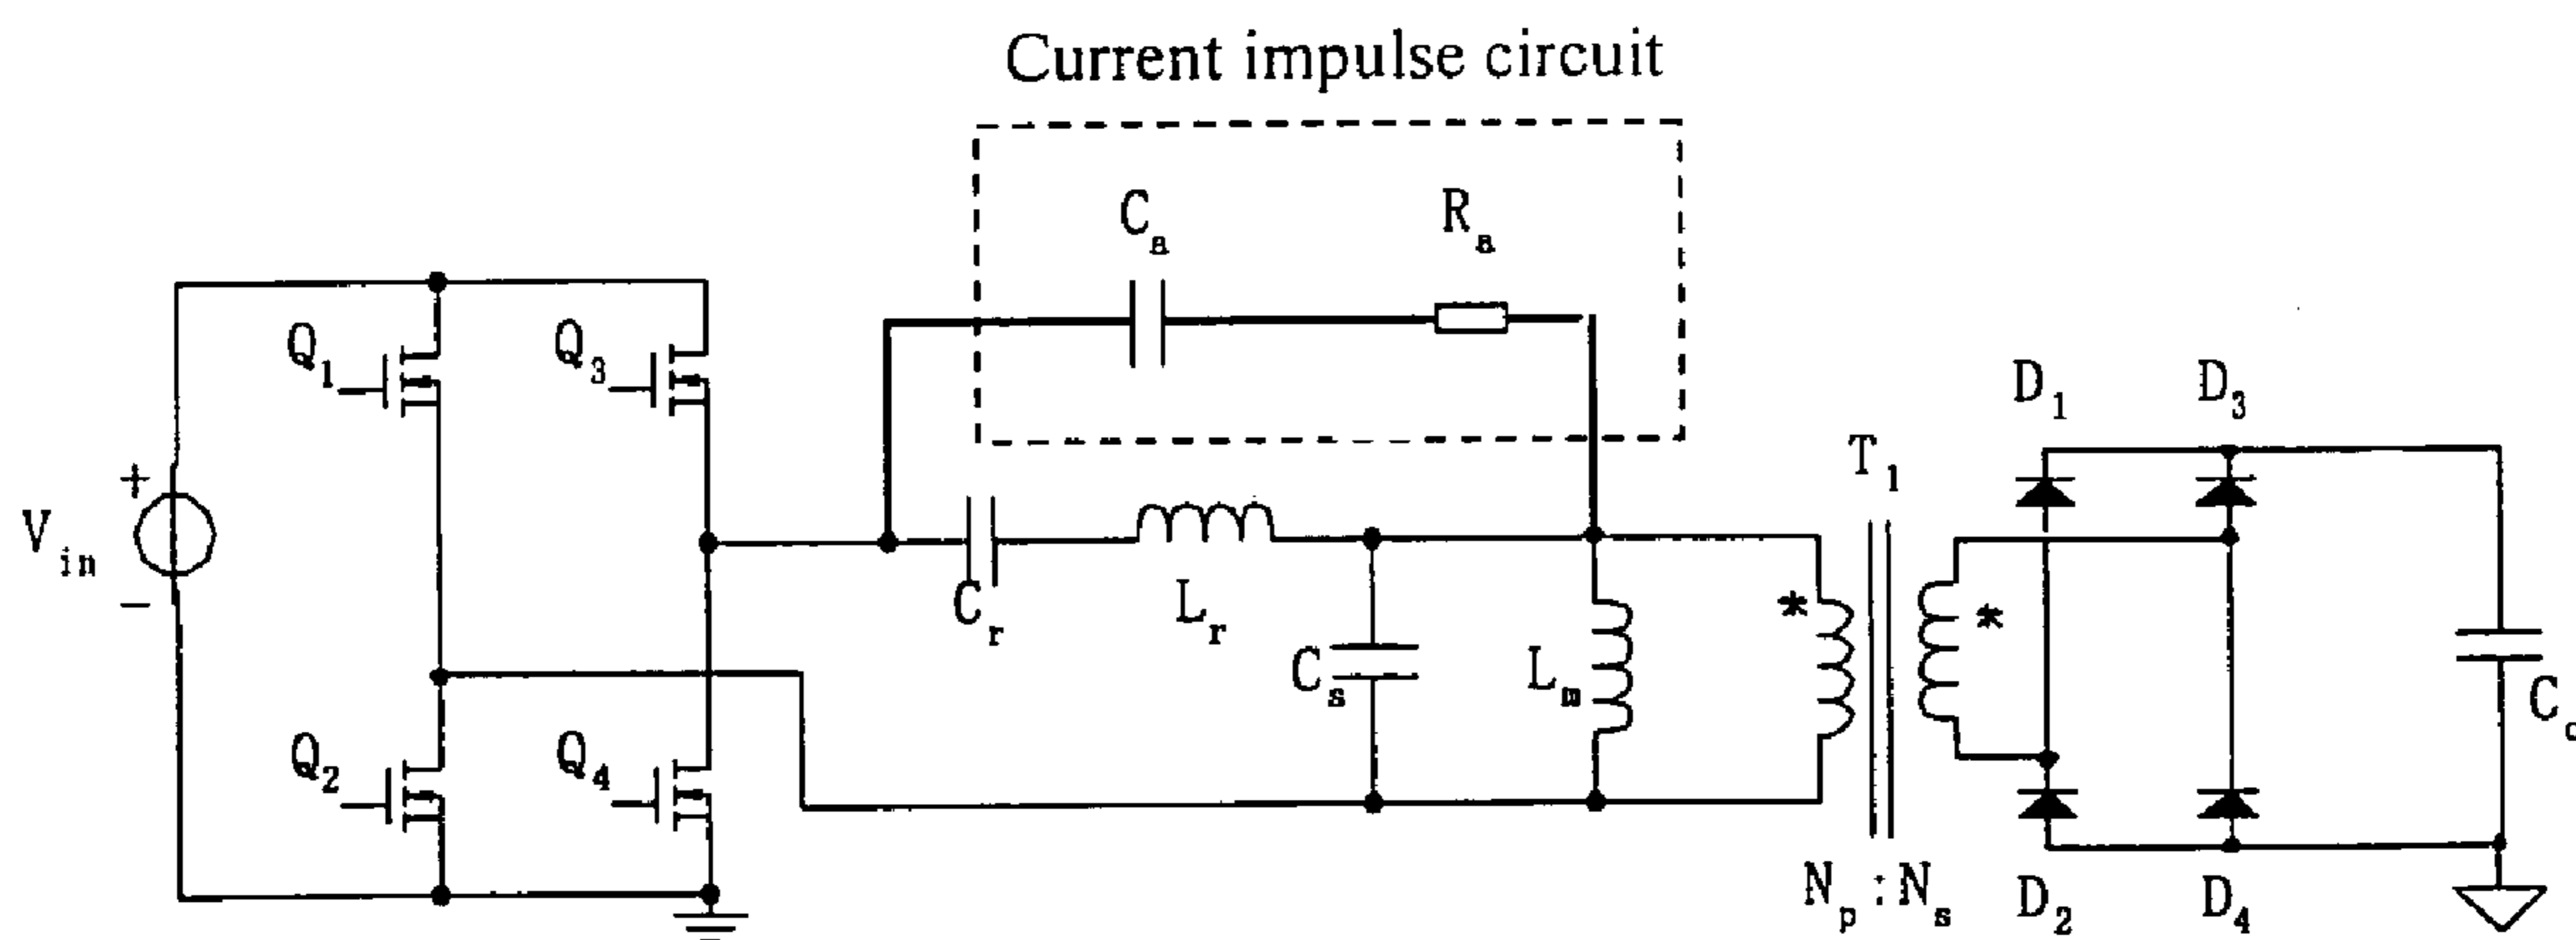 Current impulse circuit
Cₐ
Rₐ
Q₁
Q₃
D₁
D₃
T₁
+
Vᵢₙ
−
Cᵣ
Lᵣ
*
*
Cₛ
Lₘ
Q₂
Q₄
Nₚ : Nₛ
D₂
D₄